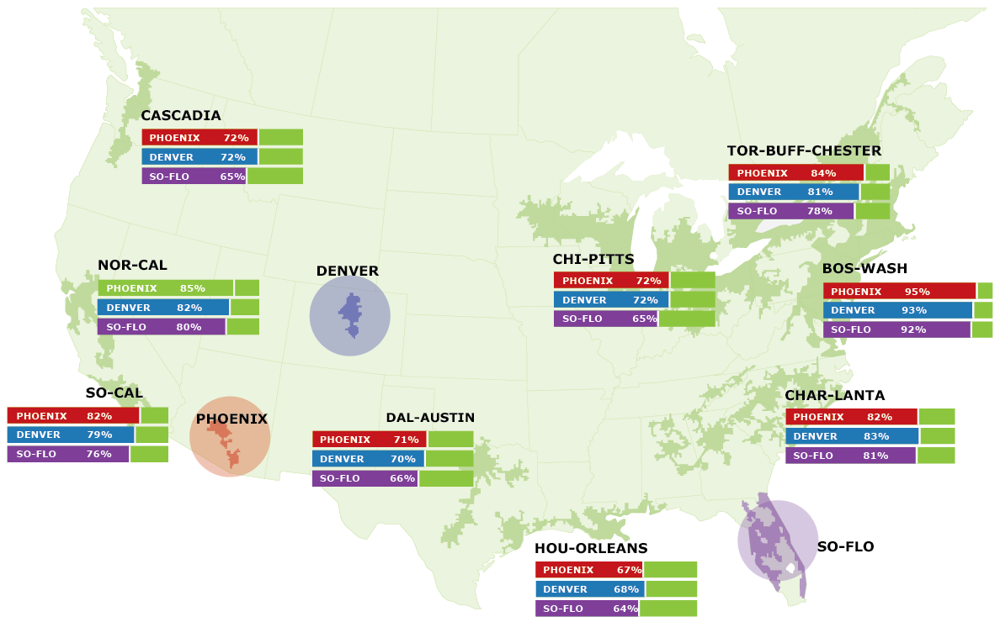 CASCADIA
PHOENIX 72%
DENVER 72%
SO-FLO 65%
TOR-BUFF-CHESTER
PHOENIX 84%
DENVER 81%
SO-FLO 78%
NOR-CAL
PHOENIX 85%
DENVER 82%
SO-FLO 80%
DENVER
CHI-PITTS
PHOENIX 72%
DENVER 72%
SO-FLO 65%
BOS-WASH
PHOENIX 95%
DENVER 93%
SO-FLO 92%
SO-CAL
PHOENIX 82%
DENVER 79%
SO-FLO 76%
PHOENIX
DAL-AUSTIN
PHOENIX 71%
DENVER 70%
SO-FLO 66%
CHAR-LANTA
PHOENIX 82%
DENVER 83%
SO-FLO 81%
HOU-ORLEANS
PHOENIX 67%
DENVER 68%
SO-FLO 64%
SO-FLO